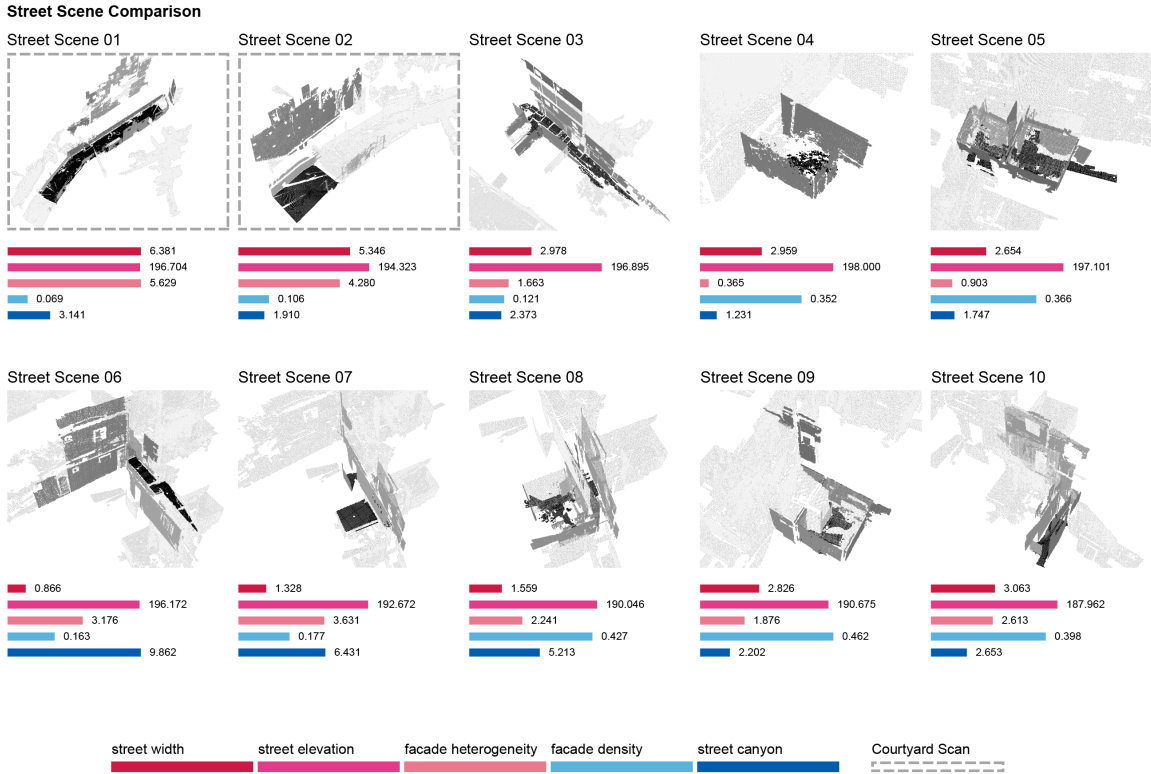 Street Scene Comparison
Street Scene 01
Street Scene 02
Street Scene 03
Street Scene 04
Street Scene 05
6.381
196.704
5.629
0.069
3.141
5.346
194.323
4.280
0.106
1.910
2.978
196.895
1.663
0.121
2.373
2.959
198.000
0.365
0.352
1.231
2.654
197.101
0.903
0.366
1.747
Street Scene 06
Street Scene 07
Street Scene 08
Street Scene 09
Street Scene 10
0.866
196.172
3.176
0.163
9.862
1.328
192.672
3.631
0.177
6.431
1.559
190.046
2.241
0.427
5.213
2.826
190.675
1.876
0.462
2.202
3.063
187.962
2.613
0.398
2.653
street width
street elevation
facade heterogeneity
facade density
street canyon
Courtyard Scan